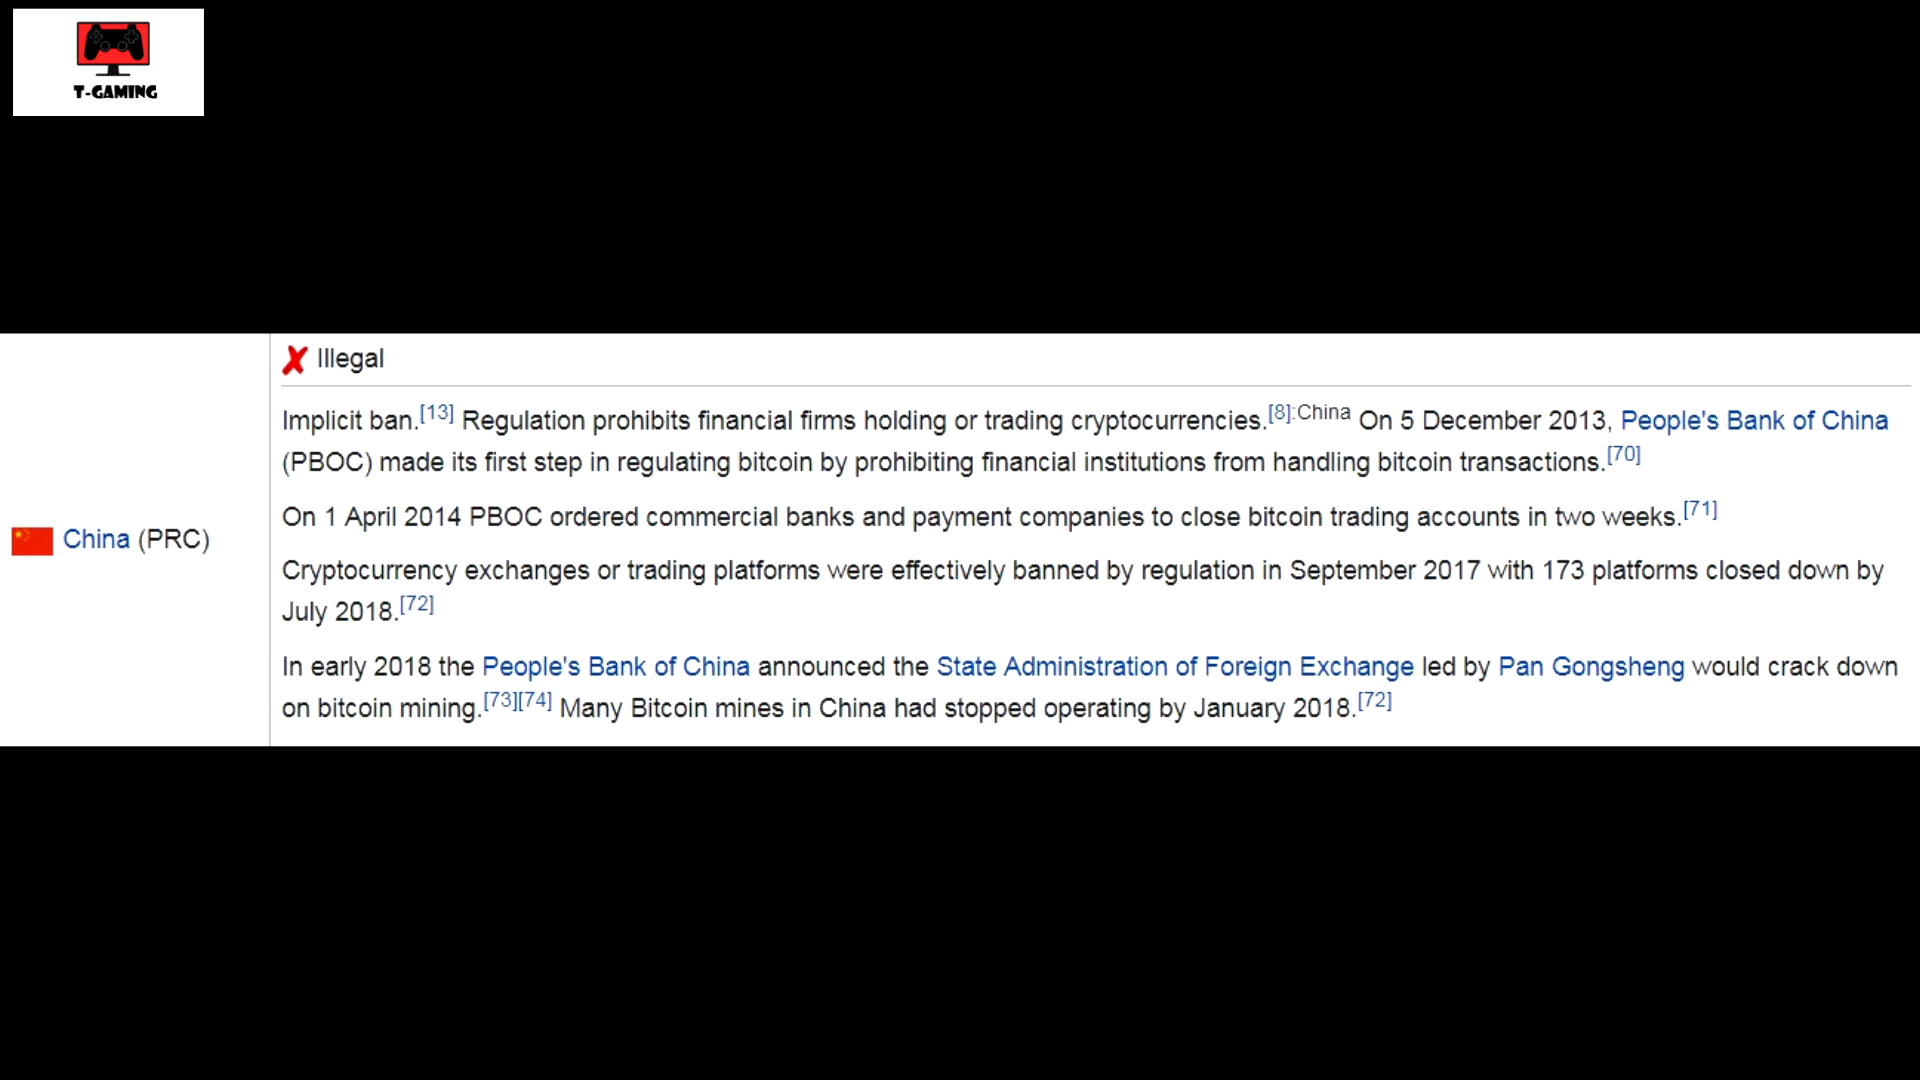 T-GAMING
Illegal
Implicit ban.[13] Regulation prohibits financial firms holding or trading cryptocurrencies.[8]:China On 5 December 2013, People's Bank of China
(PBOC) made its first step in regulating bitcoin by prohibiting financial institutions from handling bitcoin transactions.[70]
On 1 April 2014 PBOC ordered commercial banks and payment companies to close bitcoin trading accounts in two weeks.[71]
China (PRC)
Cryptocurrency exchanges or trading platforms were effectively banned by regulation in September 2017 with 173 platforms closed down by
July 2018.[72]
In early 2018 the People's Bank of China announced the State Administration of Foreign Exchange led by Pan Gongsheng would crack down
on bitcoin mining.[73][74] Many Bitcoin mines in China had stopped operating by January 2018.[72]